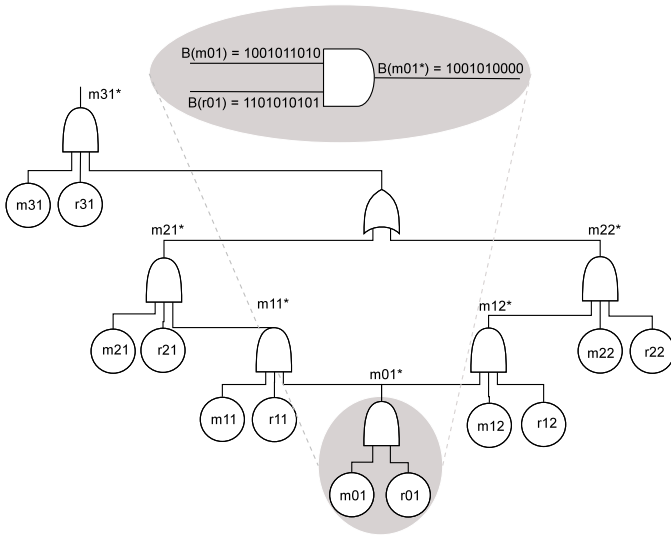 B(m01) = 1001011010
B(m01*) = 1001010000
B(r01) = 1101010101
m31*
m31
r31
m21*
m22*
m11*
m12*
m21
r21
m22
r22
m01*
m11
r11
m12
r12
m01
r01